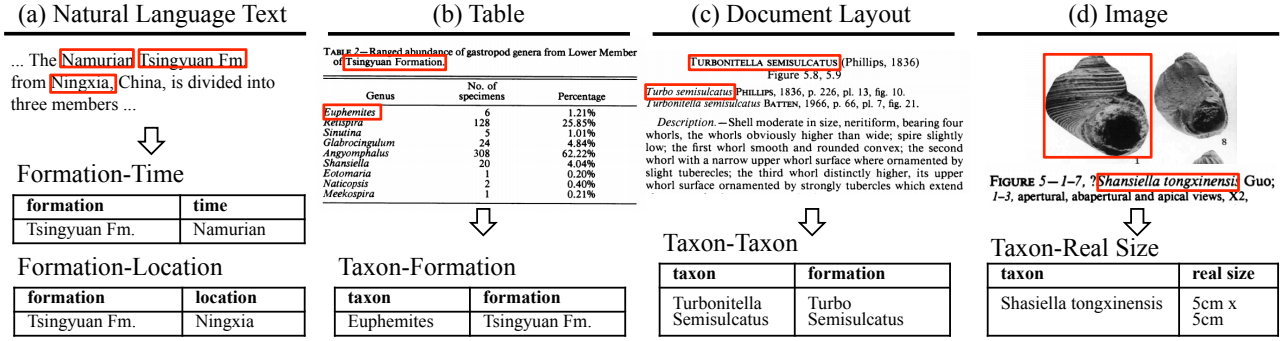 (a) Natural Language Text
... The Namurian Tsingyuan Fm.
from Ningxia, China, is divided into
three members ...
Formation-Time
formation time
Tsingyuan Fm. Namurian
Formation-Location
formation location
Tsingyuan Fm. Ningxia
(b) Table
TABLE 2—Ranged abundance of gastropod genera from Lower Member
of Tsingyuan Formation.
Genus No. of specimens Percentage
Euphemites 6 1.21%
Retispira 128 25.85%
Sinutina 5 1.01%
Glabrocingulum 24 4.84%
Angyomphalus 308 62.22%
Shansiella 20 4.04%
Eotomaria 1 0.20%
Naticopsis 2 0.40%
Meekospira 1 0.21%
Taxon-Formation
taxon formation
Euphemites Tsingyuan Fm.
(c) Document Layout
TURBONITELLA SEMISULCATUS (Phillips, 1836)
Figure 5.8, 5.9
Turbo semisulcatus PHILLIPS, 1836, p. 226, pl. 13, fig. 10.
Turbonitella semisulcatus BATTEN, 1966, p. 66, pl. 7, fig. 21.
Description.—Shell moderate in size, neritiform, bearing four
whorls, the whorls obviously higher than wide; spire slightly
low; the first whorl smooth and rounded convex; the second
whorl with a narrow upper whorl surface where ornamented by
slight tuberecles; the third whorl distinctly higher, its upper
whorl surface ornamented by strongly tubercles which extend
Taxon-Taxon
taxon formation
Turbonitella Turbo
Semisulcatus Semisulcatus
(d) Image
1
8
FIGURE 5—1-7, ?Shansiella tongxinensis Guo;
1-3, apertural, abapertural and apical views, X2,
Taxon-Real Size
taxon real size
Shasiella tongxinensis 5cm x
5cm